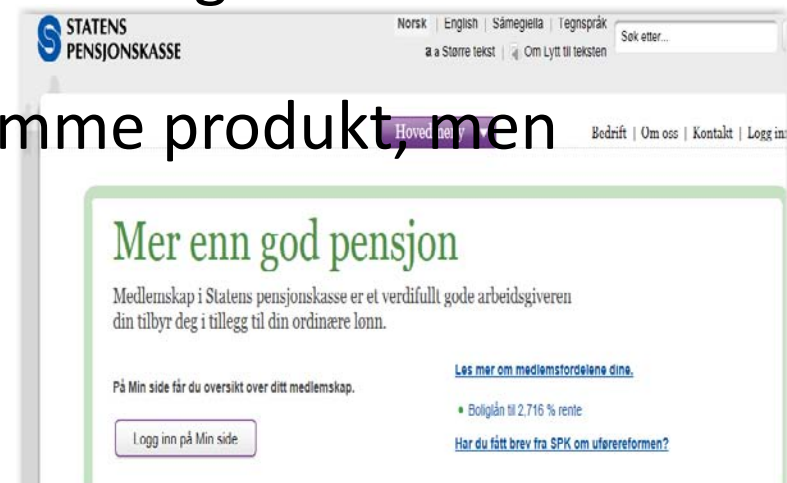 STATENS
PENSJONSKASSE
Norsk | English | Sámegiella | Tegnspråk
Søk etter...
a a Større tekst | Om Lytt til teksten
mme produkt, men
Hovedmeny
Bedrift | Om oss | Kontakt | Logg inn
Mer enn god pensjon
Medlemskap i Statens pensjonskasse er et verdifullt gode arbeidsgiveren
din tilbyr deg i tillegg til din ordinære lønn.
På Min side får du oversikt over ditt medlemskap.
Logg inn på Min side
Les mer om medlemsfordelene dine.
• Boliglån til 2,716 % rente
Har du fått brev fra SPK om uførereformen?